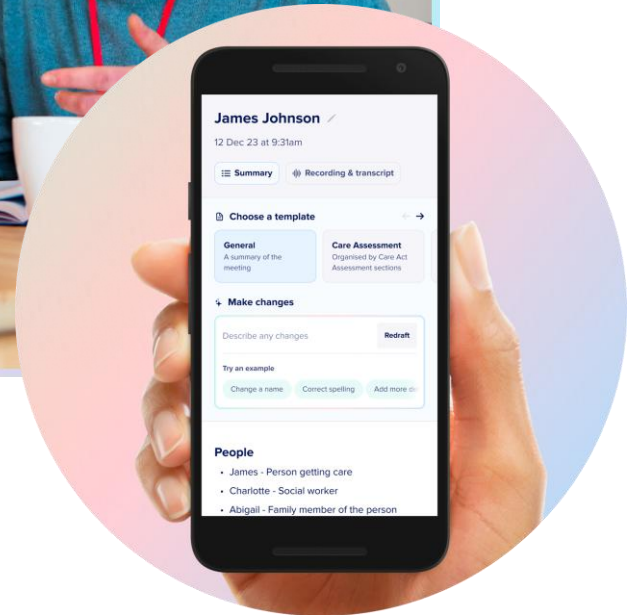 James Johnson
12 Dec 23 at 9:31am
Summary
Recording & transcript
Choose a template
General
A summary of the
meeting
Care Assessment
Organised by Care Act
Assessment sections
Make changes
Describe any changes
Redraft
Try an example
Change a name
Correct spelling
Add more
People
• James - Person getting care
• Charlotte - Social worker
• Abigail - Family member of the person